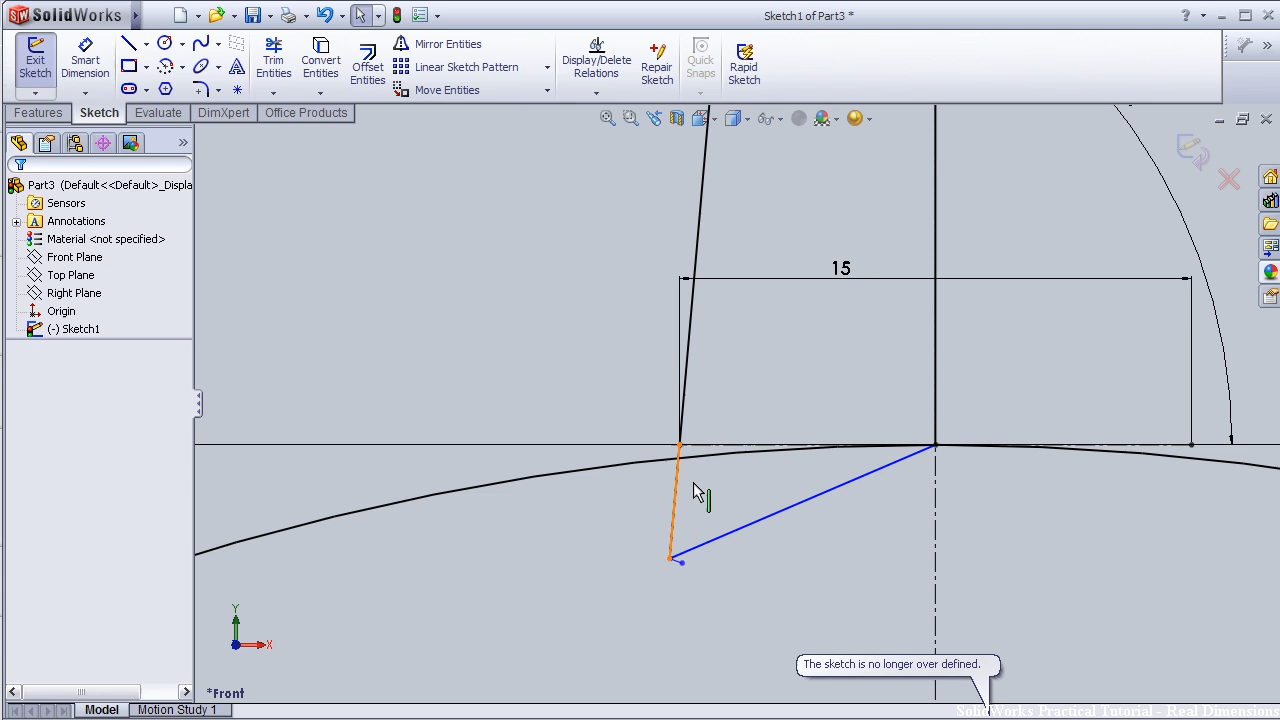 SolidWorks
Sketch1 of Part3 *
Exit Sketch
Smart Dimension
Trim Entities
Convert Entities
Offset Entities
Mirror Entities
Linear Sketch Pattern
Move Entities
Display/Delete Relations
Repair Sketch
Quick Snaps
Rapid Sketch
Features
Sketch
Evaluate
DimXpert
Office Products
Part3 (Default<<Default>_Displa
Sensors
Annotations
Material <not specified>
Front Plane
Top Plane
Right Plane
Origin
(-) Sketch1
15
Y
X
The sketch is no longer over defined.
*Front
Model
Motion Study 1
SolidWorks Practical Tutorial - Real Dimensions